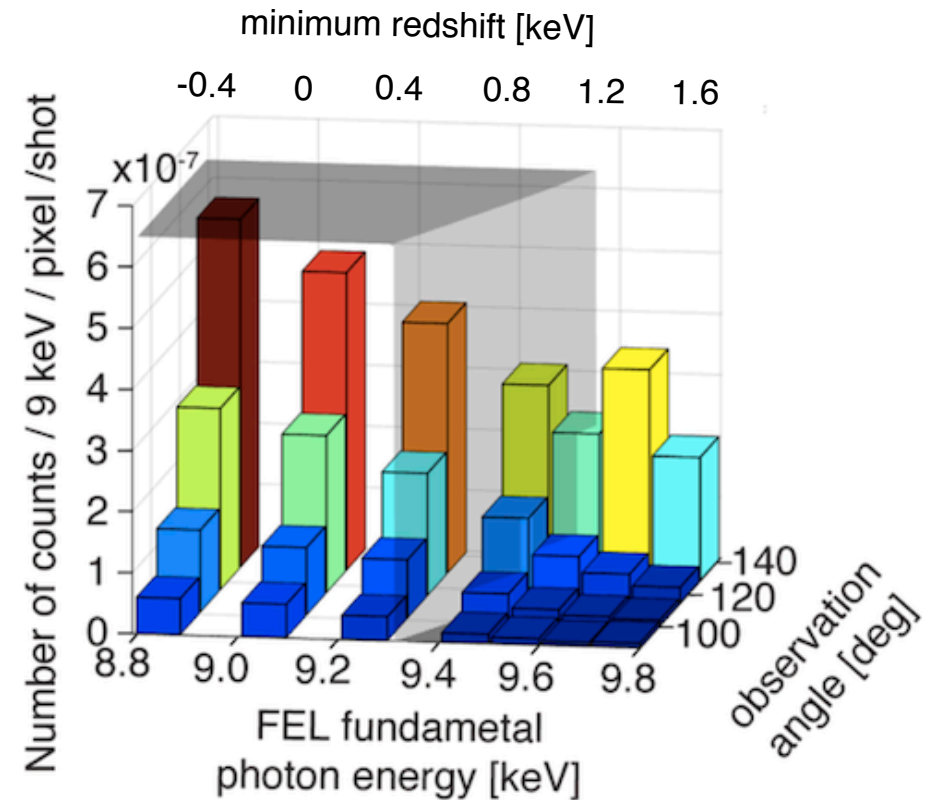 minimum redshift [keV]
-0.4 0 0.4 0.8 1.2 1.6
x10-7
Number of counts / 9 keV / pixel /shot
7
6
5
4
3
2
1
0
8.8 9.0 9.2 9.4 9.6 9.8
FEL fundametal
photon energy [keV]
140
120
100
observation
angle [deg]